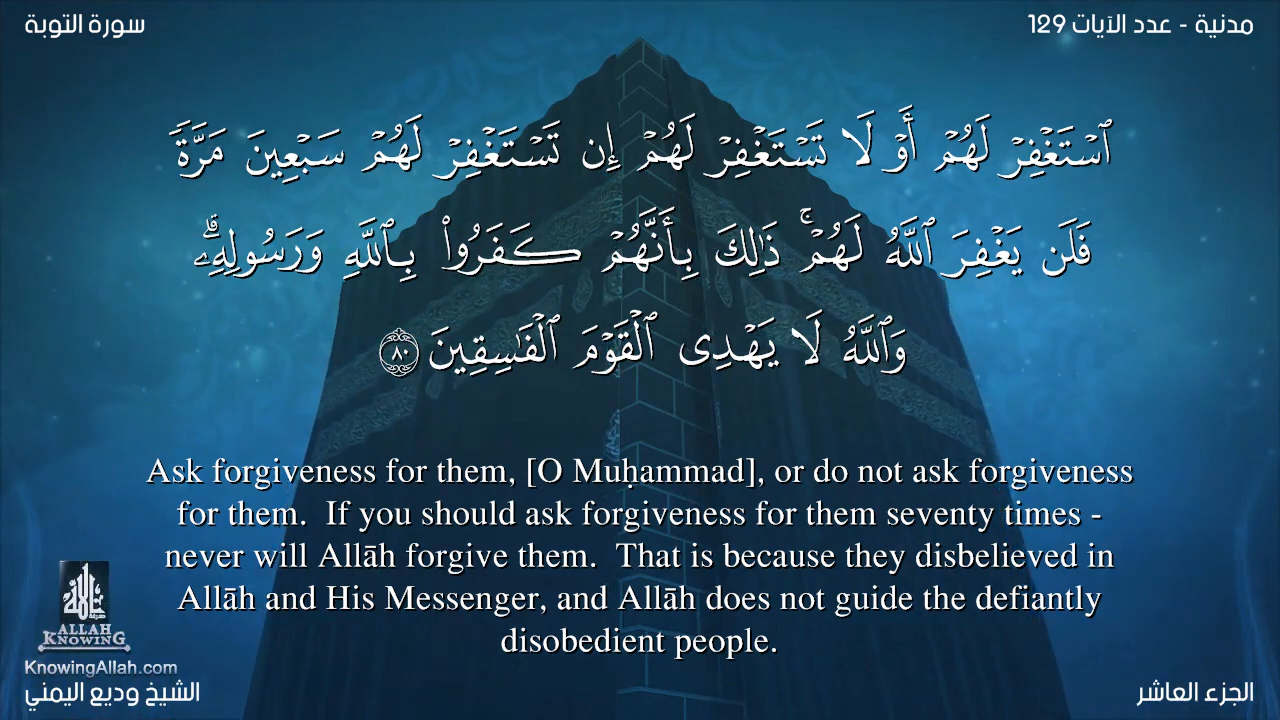 سورة التوبة
مدنية - عدد الآيات 129
ٱسۡتَغۡفِرۡ لَهُمۡ أَوۡ لَا تَسۡتَغۡفِرۡ لَهُمۡ إِن تَسۡتَغۡفِرۡ لَهُمۡ سَبۡعِينَ مَرَّةٗ
فَلَن يَغۡفِرَ ٱللَّهُ لَهُمۡۚ ذَٰلِكَ بِأَنَّهُمۡ كَفَرُواْ بِٱللَّهِ وَرَسُولِهِۦۗ
وَٱللَّهُ لَا يَهۡدِي ٱلۡقَوۡمَ ٱلۡفَٰسِقِينَ ٨٠
Ask forgiveness for them, [O Muḥammad], or do not ask forgiveness
for them. If you should ask forgiveness for them seventy times -
never will Allāh forgive them. That is because they disbelieved in
Allāh and His Messenger, and Allāh does not guide the defiantly
disobedient people.
ALLAH
KNOWING
KnowingAllah.com
الشيخ وديع اليمني
الجزء العاشر